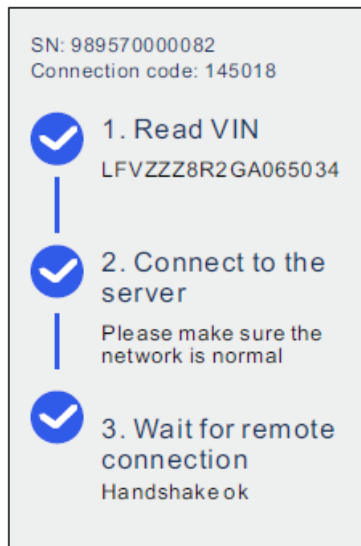 SN: 989570000082
Connection code: 145018
1. Read VIN
LFVZZZ8R2GA065034
2. Connect to the
server
Please make sure the
network is normal
3. Wait for remote
connection
Handshake ok